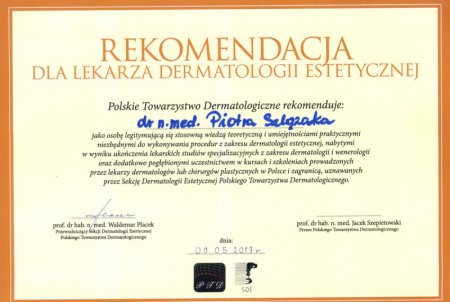 REKOMENDACJA
DLA LEKARZA DERMATOLOGII ESTETYCZNEJ
Polskie Towarzystwo Dermatologiczne rekomenduje:
dr n. med. Piotra
jako osobę legitymującą się stosowną wiedzą teoretyczną i umiejętnościami praktycznymi
niezbędnymi do wykonywania procedur z zakresu dermatologii estetycznej, nabytymi
w wyniku ukończenia lekarskich studiów specjalizacyjnych z zakresu dermatologii i wenerologii
oraz dodatkowo pogłębionymi uczestnictwem w kursach i szkoleniach prowadzonych
przez lekarzy dermatologów lub chirurgów plastycznych w Polsce i zagranicą, uznawanych
przez Sekcję Dermatologii Estetycznej Polskiego Towarzystwa Dermatologicznego.
prof. dr hab. n. med. Waldemar Placek
Przewodniczący Sekcji Dermatologii Estetycznej
Polskiego Towarzystwa Dermatologicznego
prof. dr hab. n. med. Jacek Szepietowski
Prezes Polskiego Towarzystwa Dermatologicznego
dnia:
09.05.2013 r.
PTD
SDE